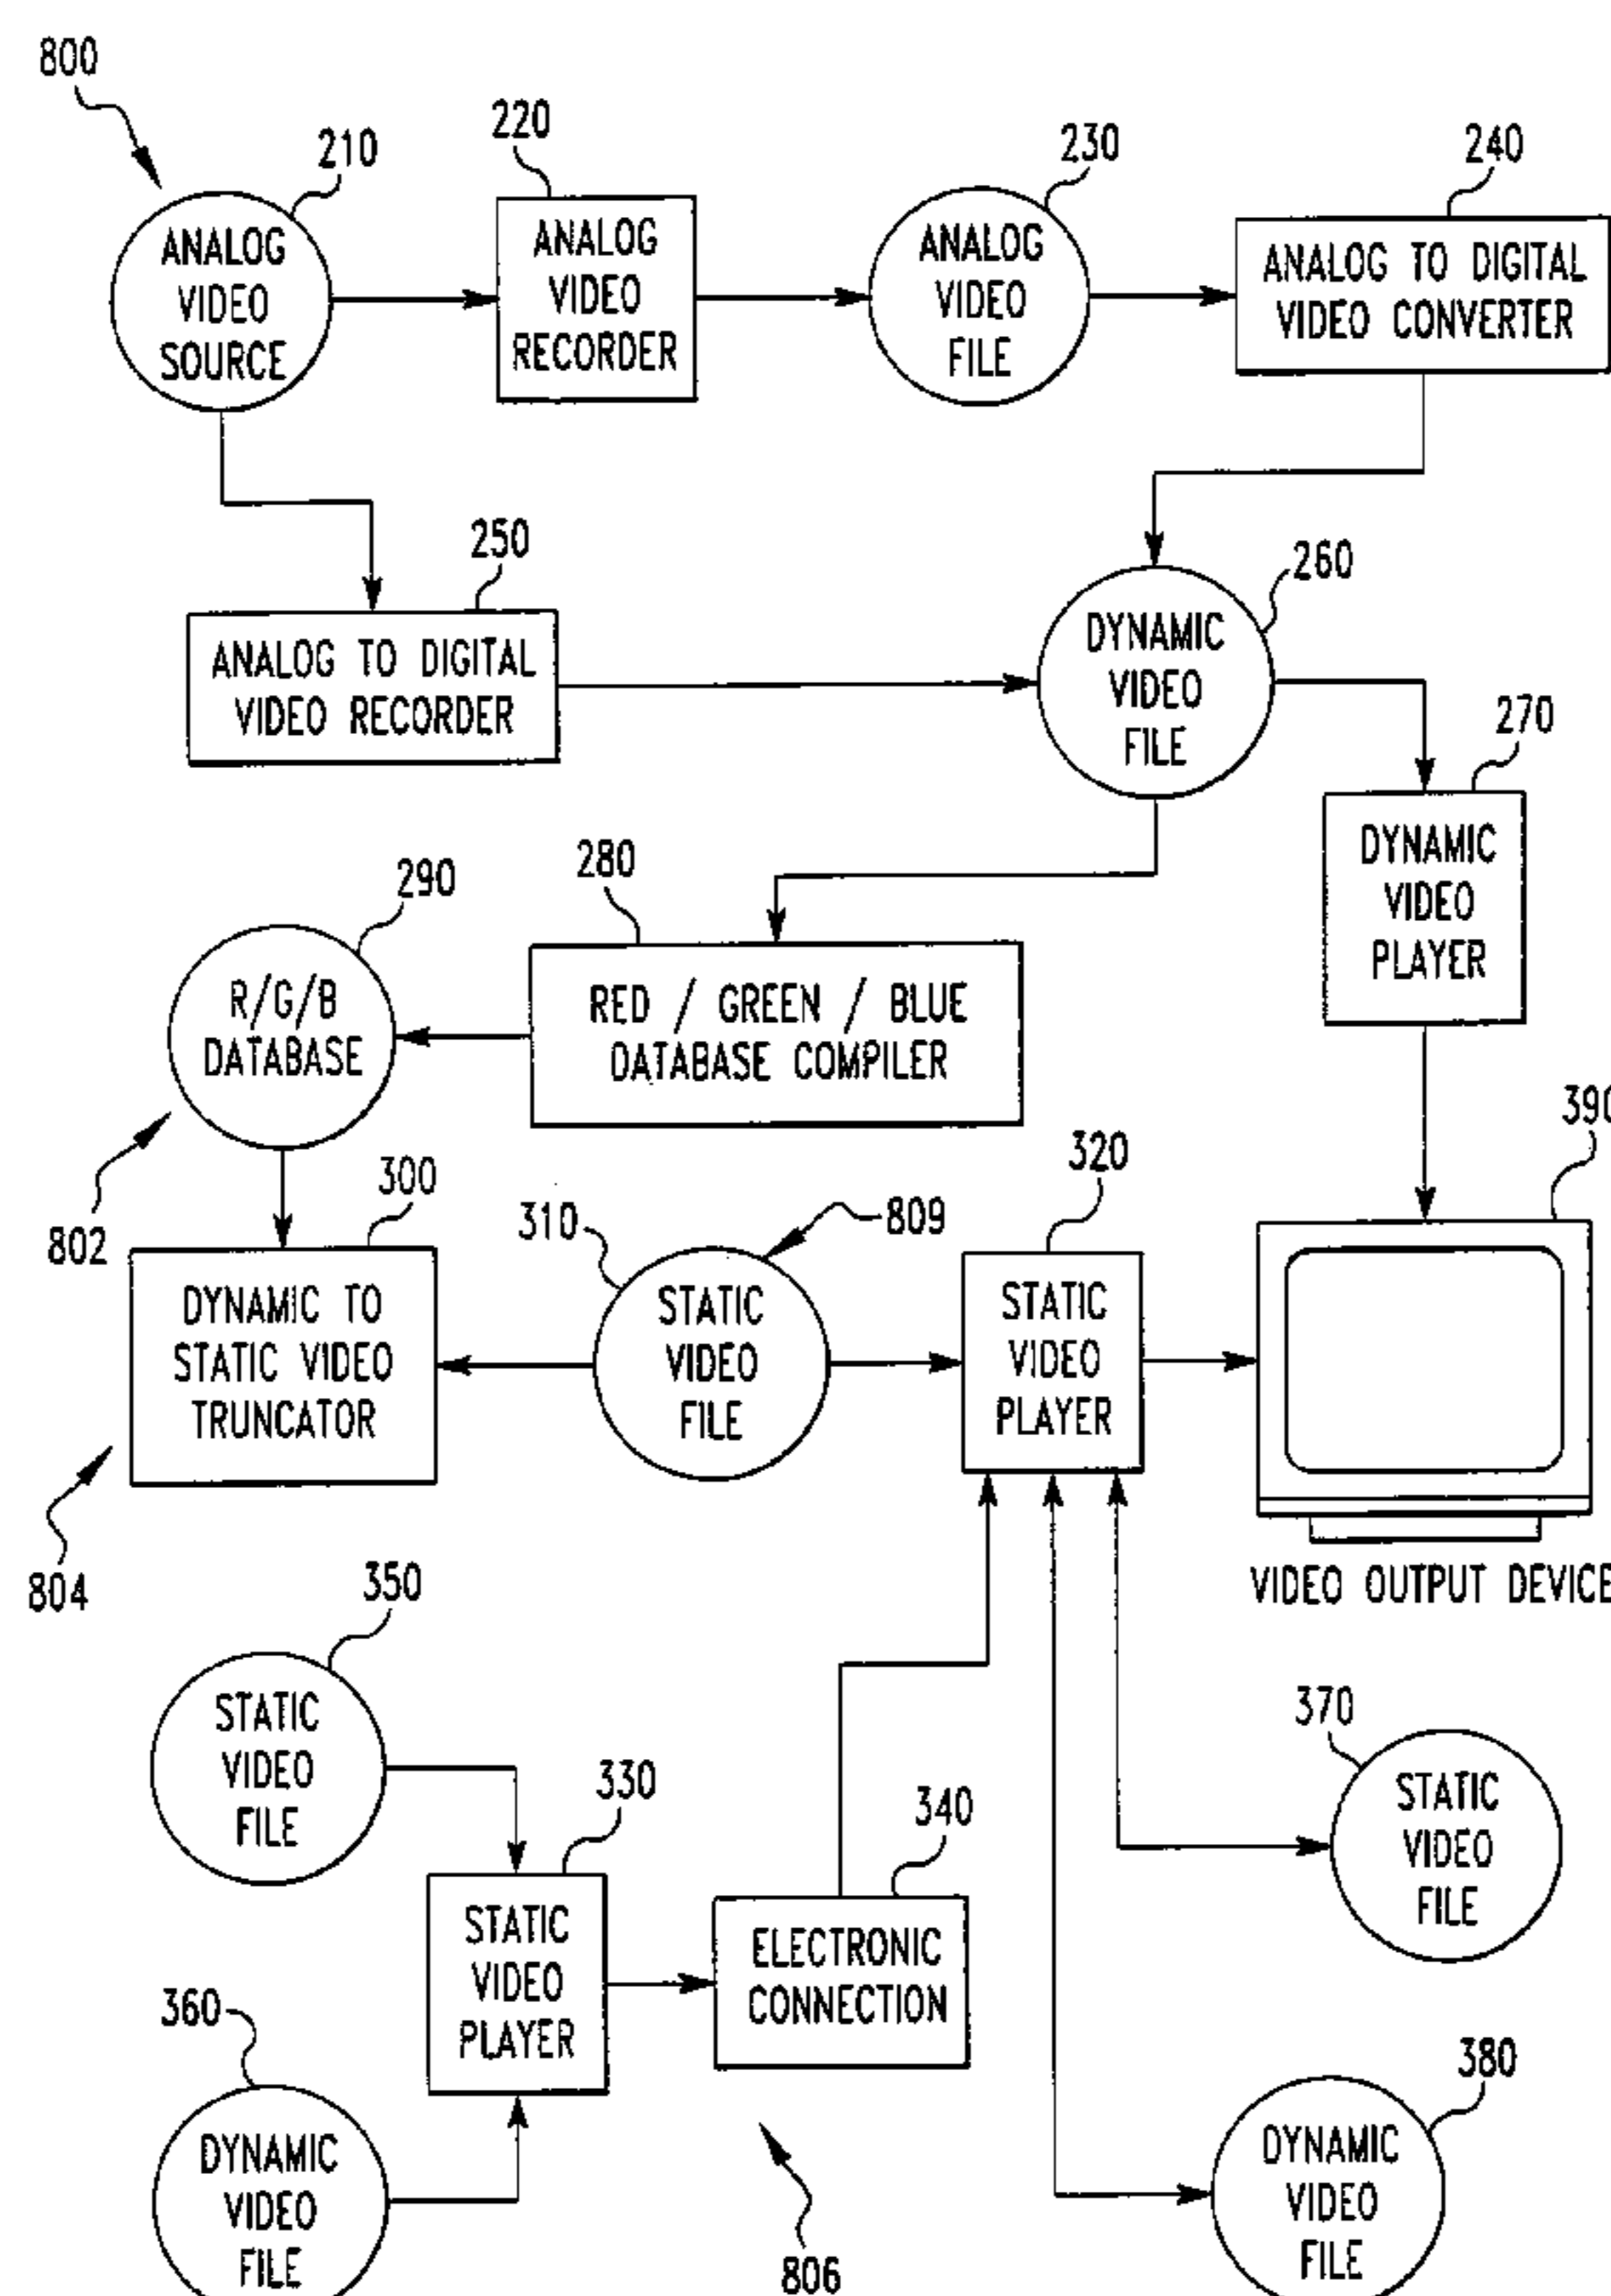 800
210
220
230
240
ANALOG
VIDEO
SOURCE
ANALOG
VIDEO
RECORDER
ANALOG
VIDEO
FILE
ANALOG TO DIGITAL
VIDEO CONVERTER
250
260
ANALOG TO DIGITAL
VIDEO RECORDER
DYNAMIC
VIDEO
FILE
270
DYNAMIC
VIDEO
PLAYER
280
290
R/G/B
DATABASE
RED / GREEN / BLUE
DATABASE COMPILER
802
300
310
809
320
390
DYNAMIC TO
STATIC VIDEO
TRUNCATOR
STATIC
VIDEO
FILE
STATIC
VIDEO
PLAYER
VIDEO OUTPUT DEVICE
804
350
STATIC
VIDEO
FILE
330
340
370
STATIC
VIDEO
FILE
STATIC
VIDEO
PLAYER
ELECTRONIC
CONNECTION
360
DYNAMIC
VIDEO
FILE
380
DYNAMIC
VIDEO
FILE
806